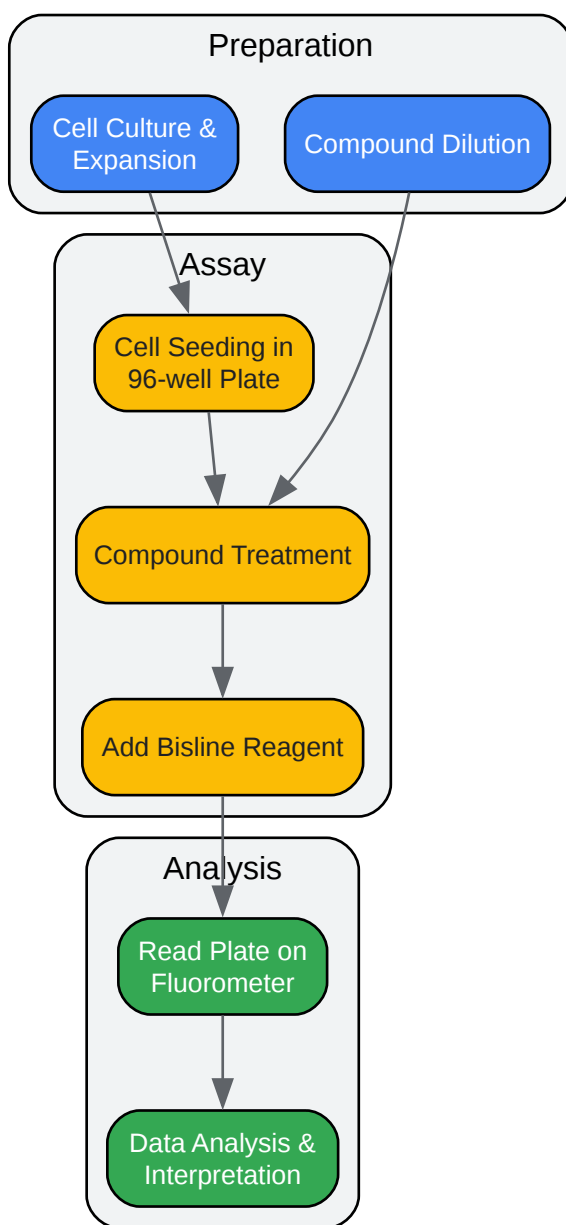 Preparation
Cell Culture &
Expansion
Compound Dilution
Assay
Cell Seeding in
96-well Plate
Compound Treatment
Add Bisline Reagent
Analysis
Read Plate on
Fluorometer
Data Analysis &
Interpretation